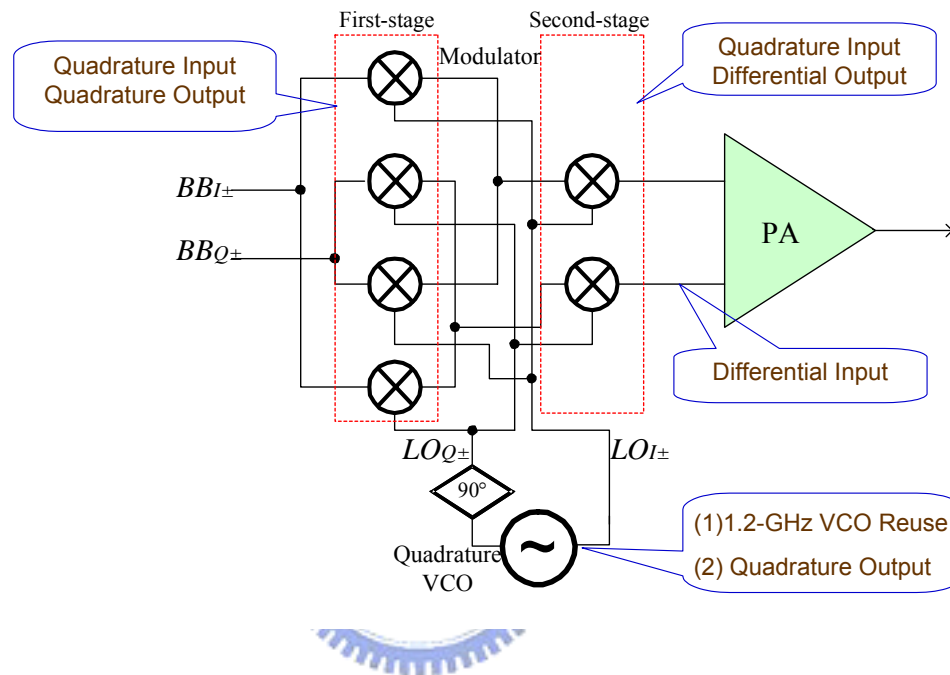 First-stage
Second-stage
Modulator
Quadrature Input
Quadrature Output
Quadrature Input
Differential Output
BBI±
BBQ±
PA
Differential Input
LOQ±
LOI±
90°
Quadrature
VCO
~
(1)1.2-GHz VCO Reuse
(2) Quadrature Output